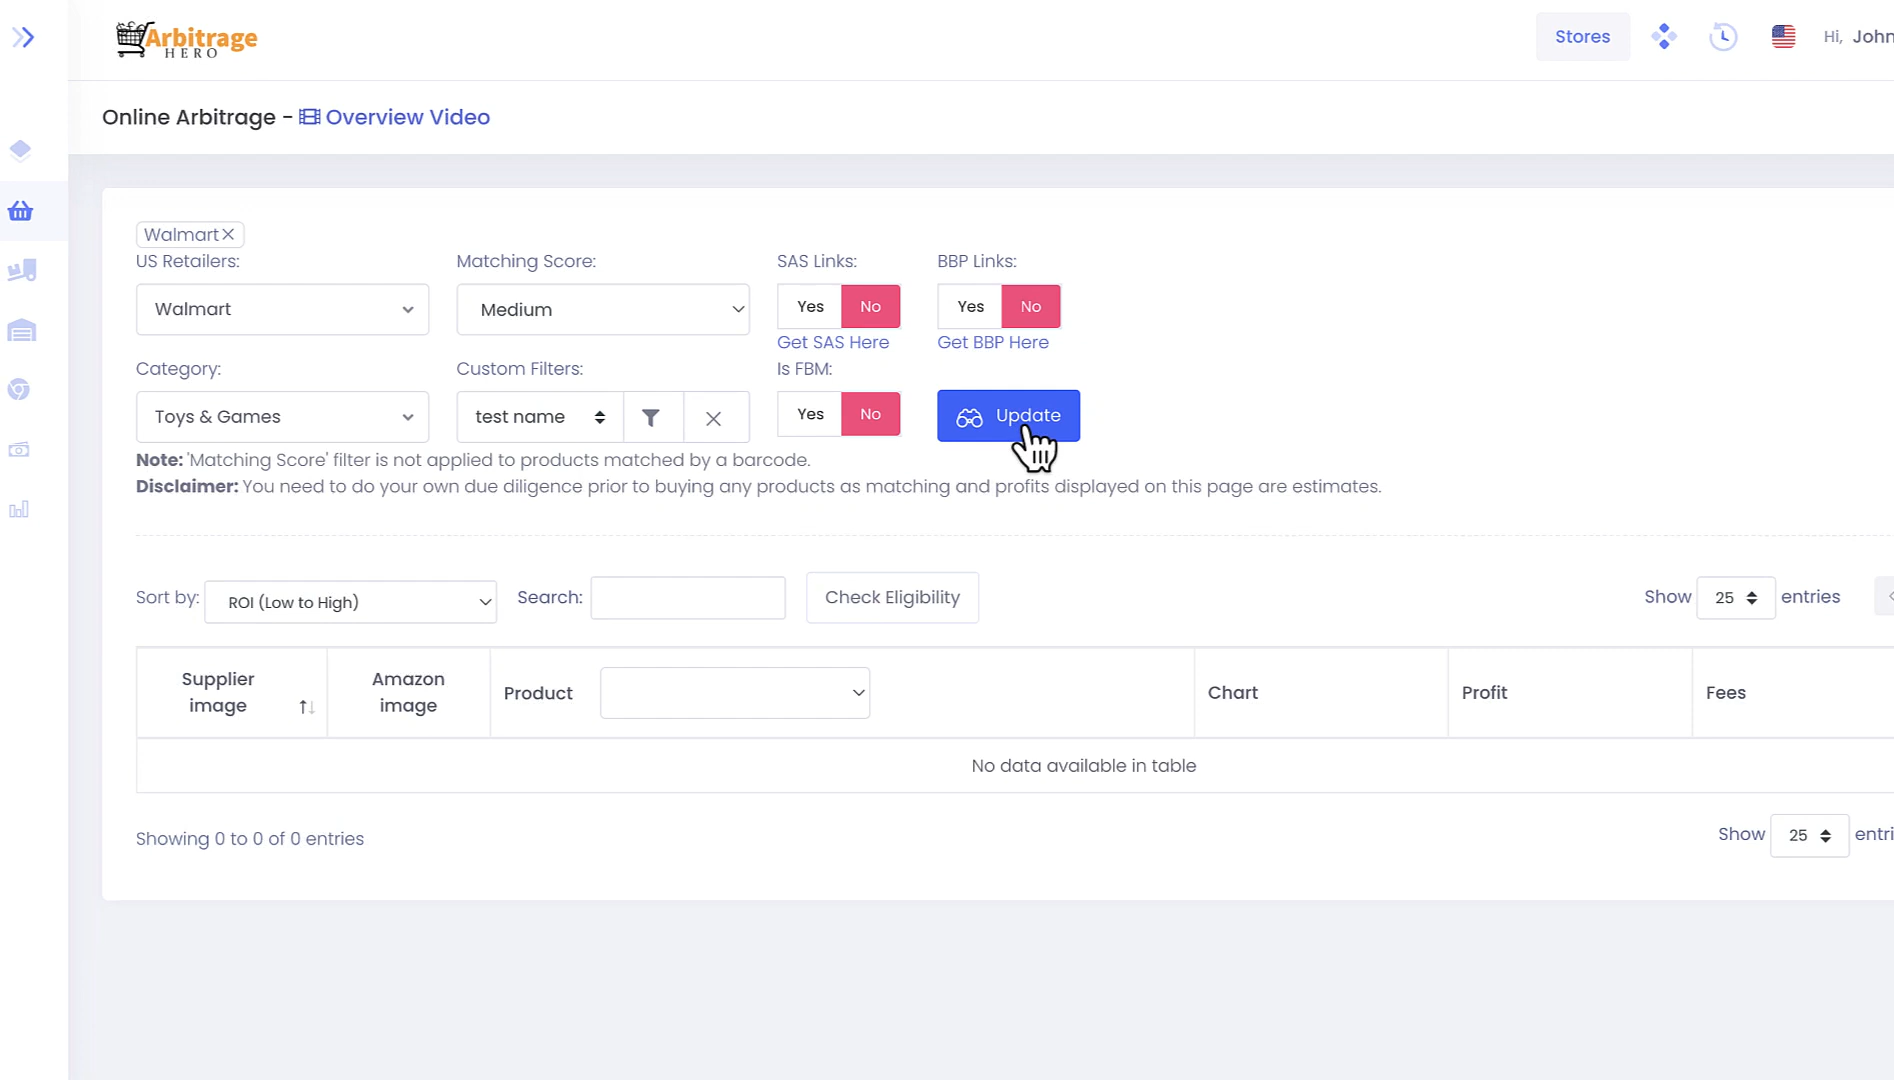 Arbitrage
HERO
Stores
Hi, John
Online Arbitrage - Overview Video
Walmart
US Retailers:
Matching Score:
SAS Links:
BBP Links:
Walmart
Medium
Yes No
Yes No
Get SAS Here
Get BBP Here
Category:
Custom Filters:
Is FBM:
Toys & Games
test name
Yes No
Update
Note: 'Matching Score' filter is not applied to products matched by a barcode.
Disclaimer: You need to do your own due diligence prior to buying any products as matching and profits displayed on this page are estimates.
Sort by: ROI (Low to High)
Search:
Check Eligibility
Show 25 entries
Supplier image
Amazon image
Product
Chart
Profit
Fees
No data available in table
Showing 0 to 0 of 0 entries
Show 25 entri